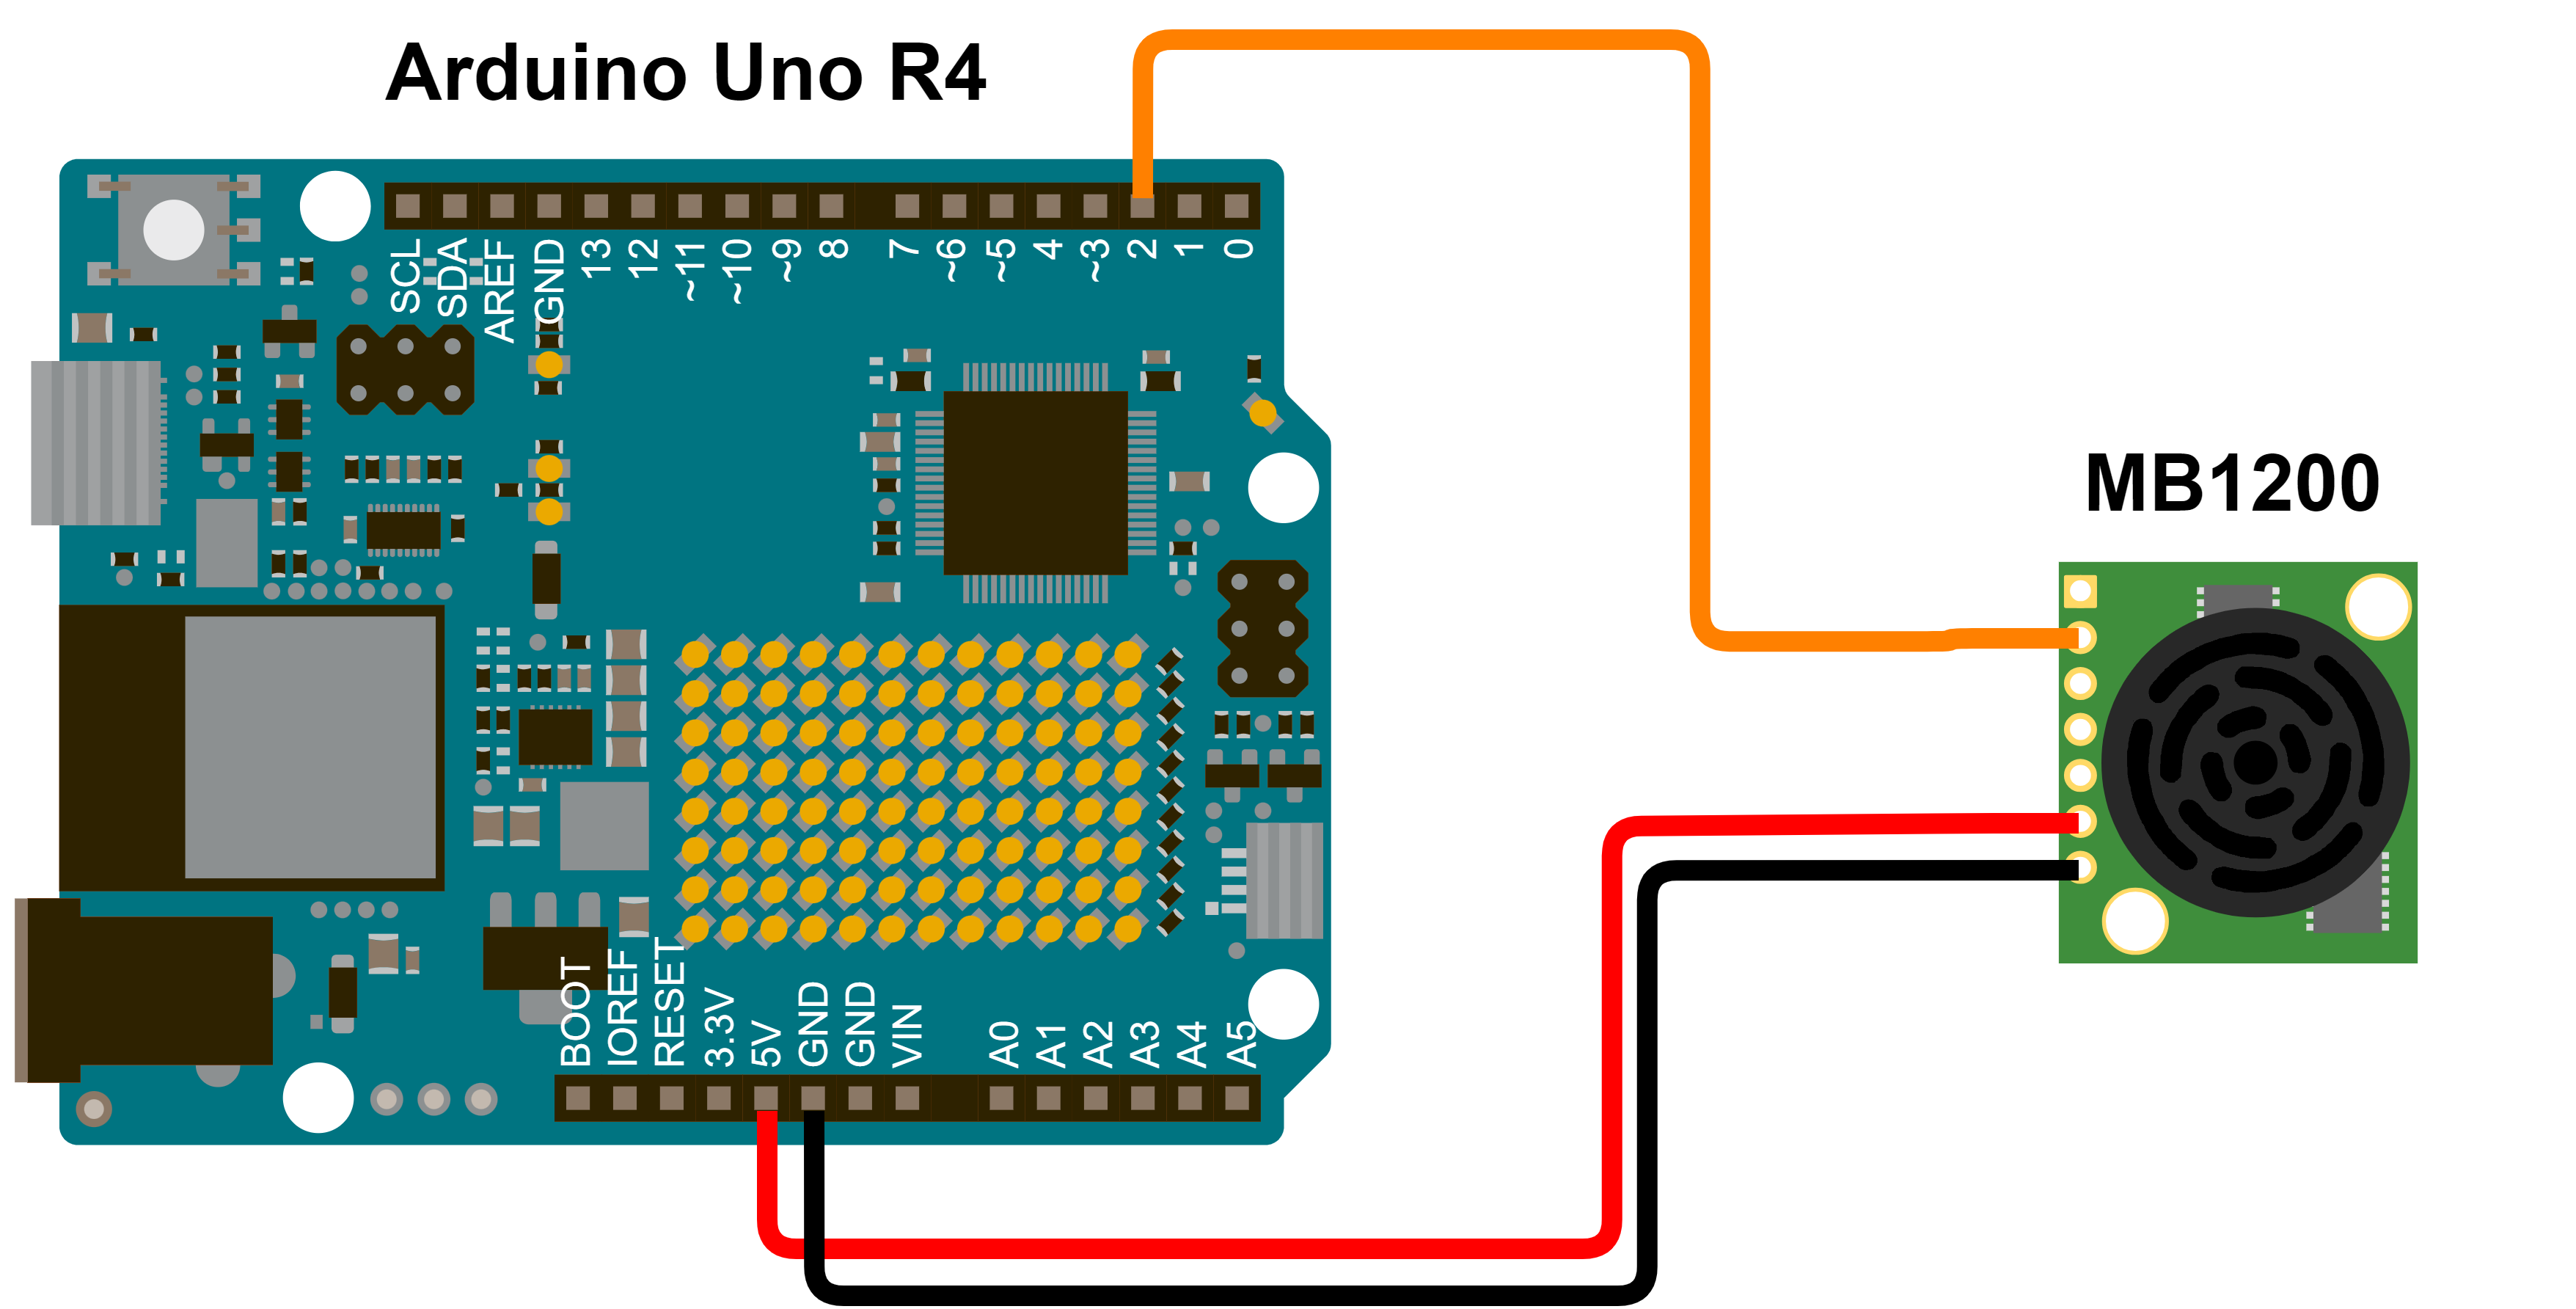 Arduino Uno R4
SCL
SDA
AREF
GND
13
12
~11
~10
~9
8
7
~6
~5
4
~3
2
1
0
MB1200
BOOT
IOREF
RESET
3.3V
5V
GND
GND
VIN
A0
A1
A2
A3
A4
A5